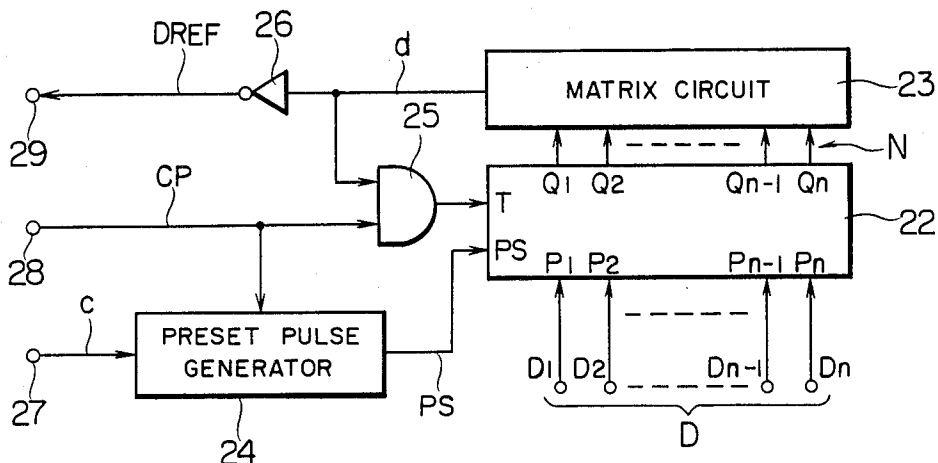 DREF
26
d
MATRIX CIRCUIT
23
25
29
N
CP
Q1 Q2 Qn-1 Qn
T
22
28
PS
P1 P2 Pn-1 Pn
C
PRESET PULSE
GENERATOR
27
PS
D1 D2 Dn-1 Dn
24
D